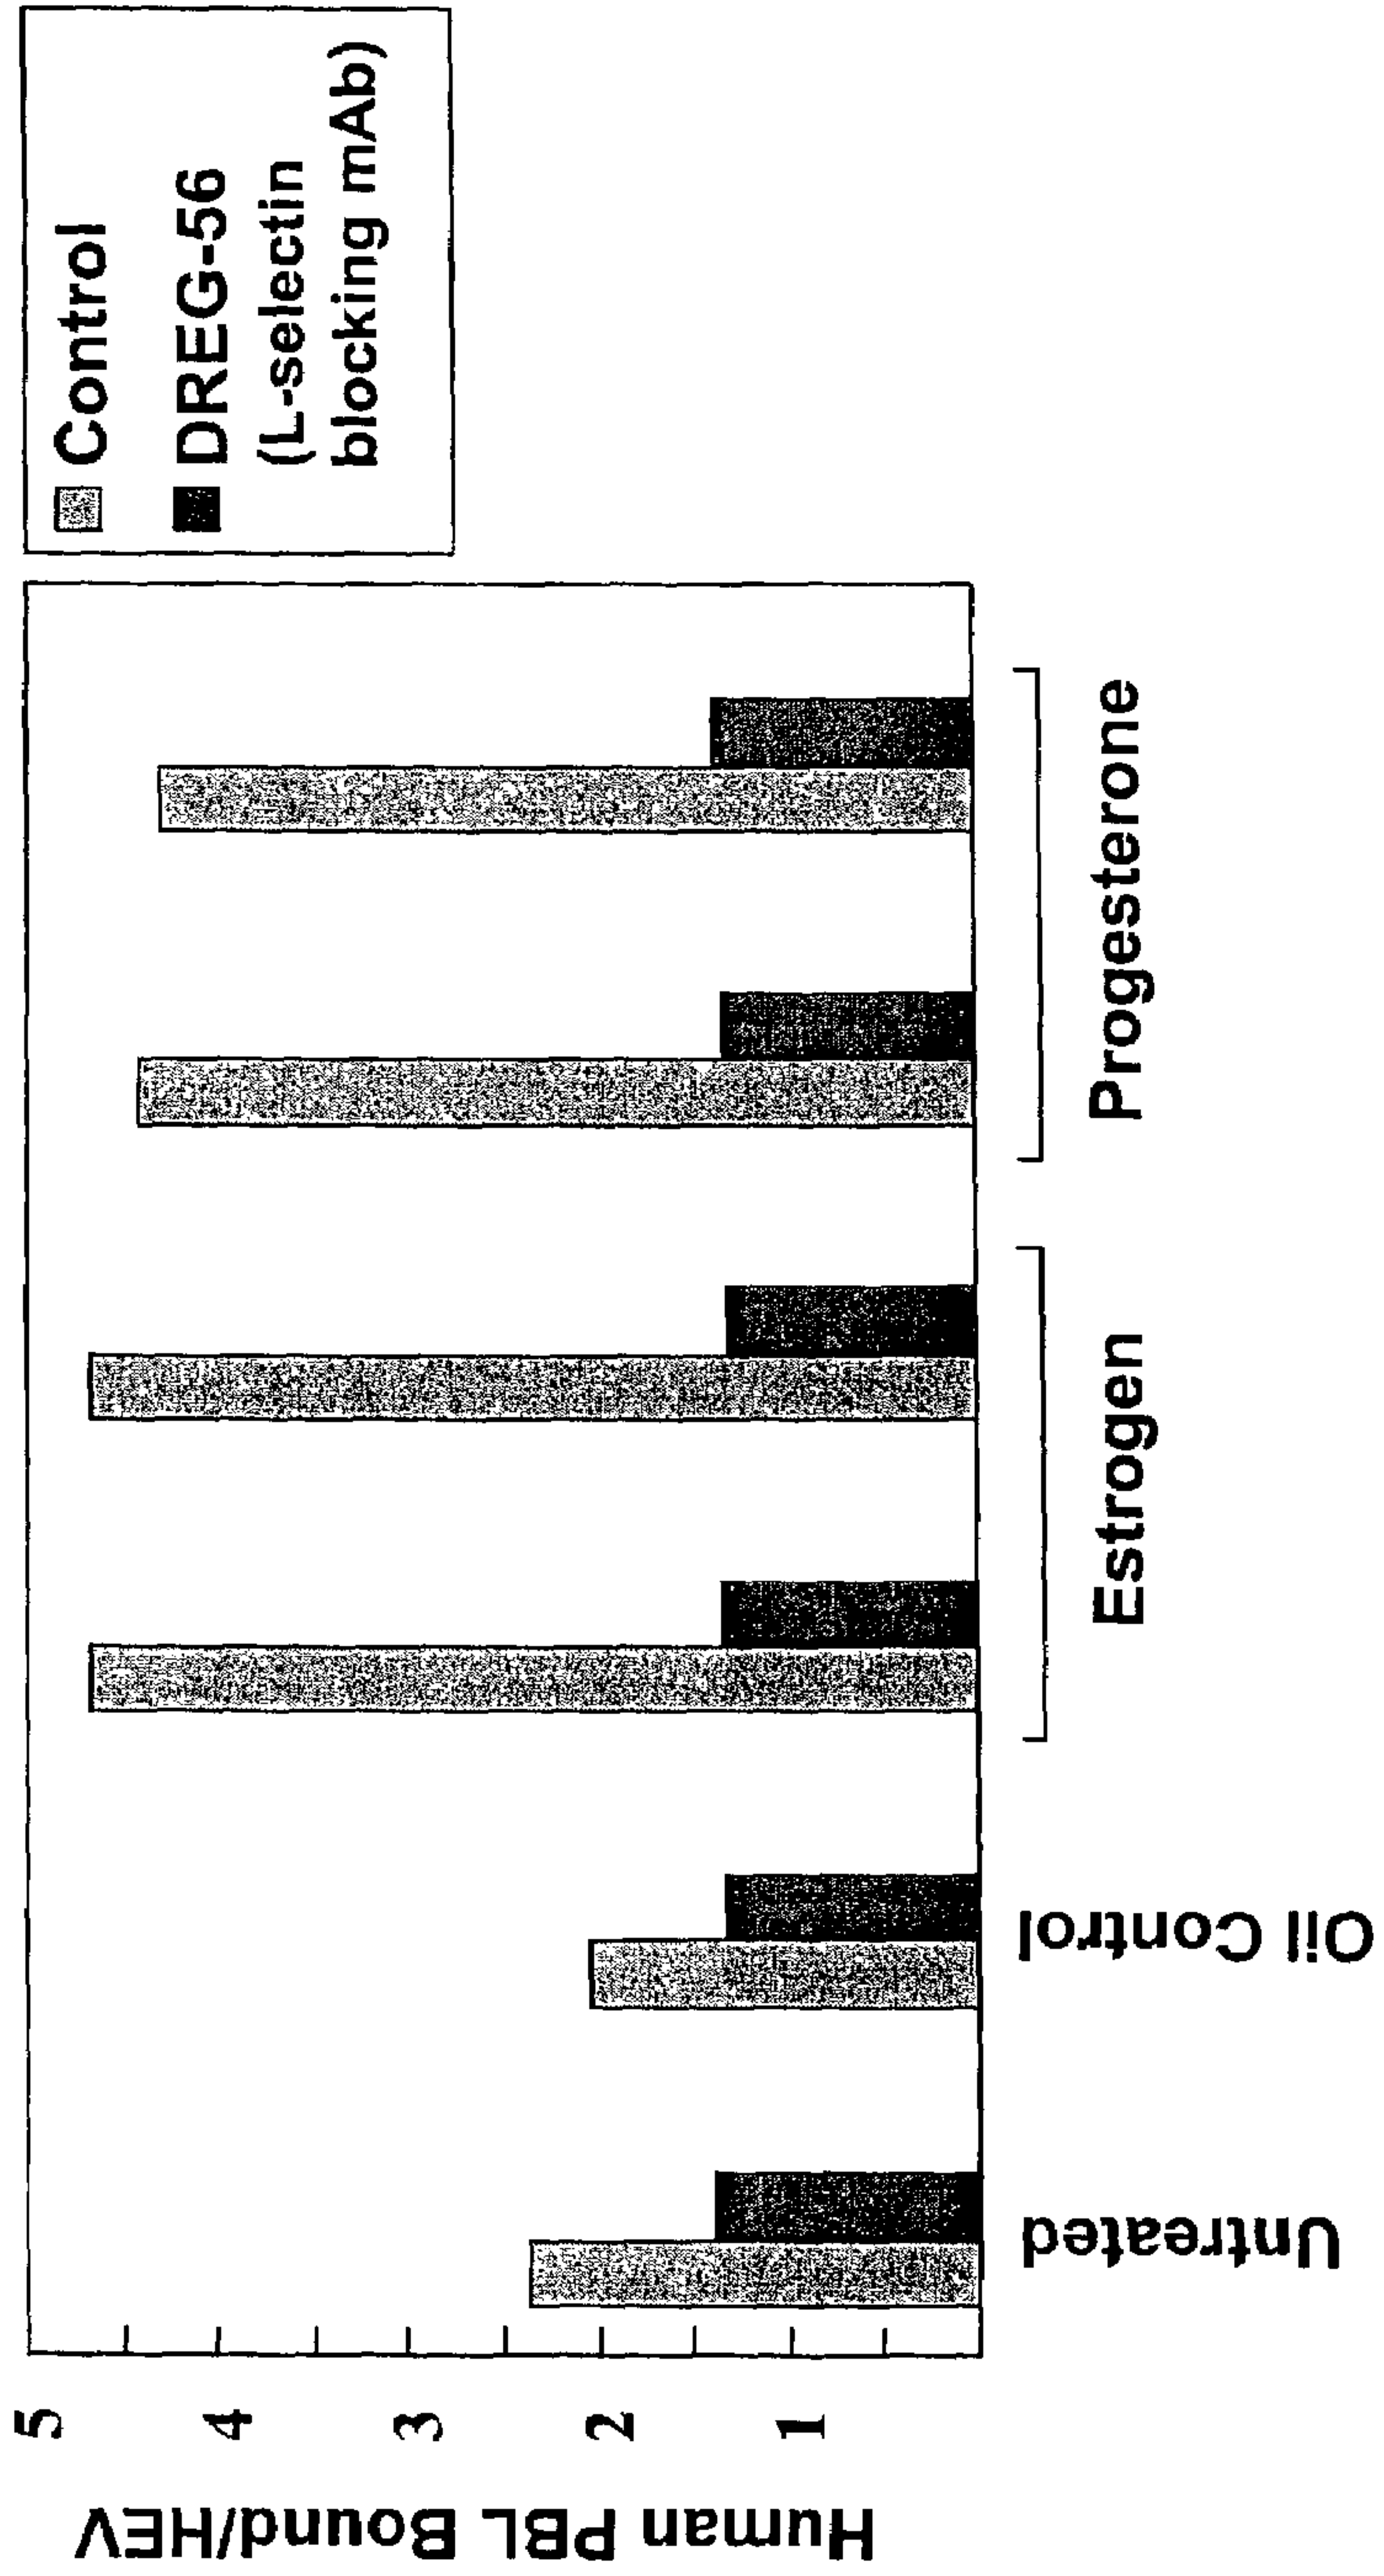 Human PBL Bound/HEV
5
4
3
2
1
Untreated
Oil Control
Estrogen
Progesterone
Control
DREG-56
(L-selectin
blocking mAb)